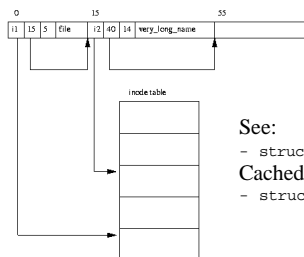 0 15 55
i1 15 5 file i2 40 14 very_long_name
inode table
See:
- struc
Cached
- struc